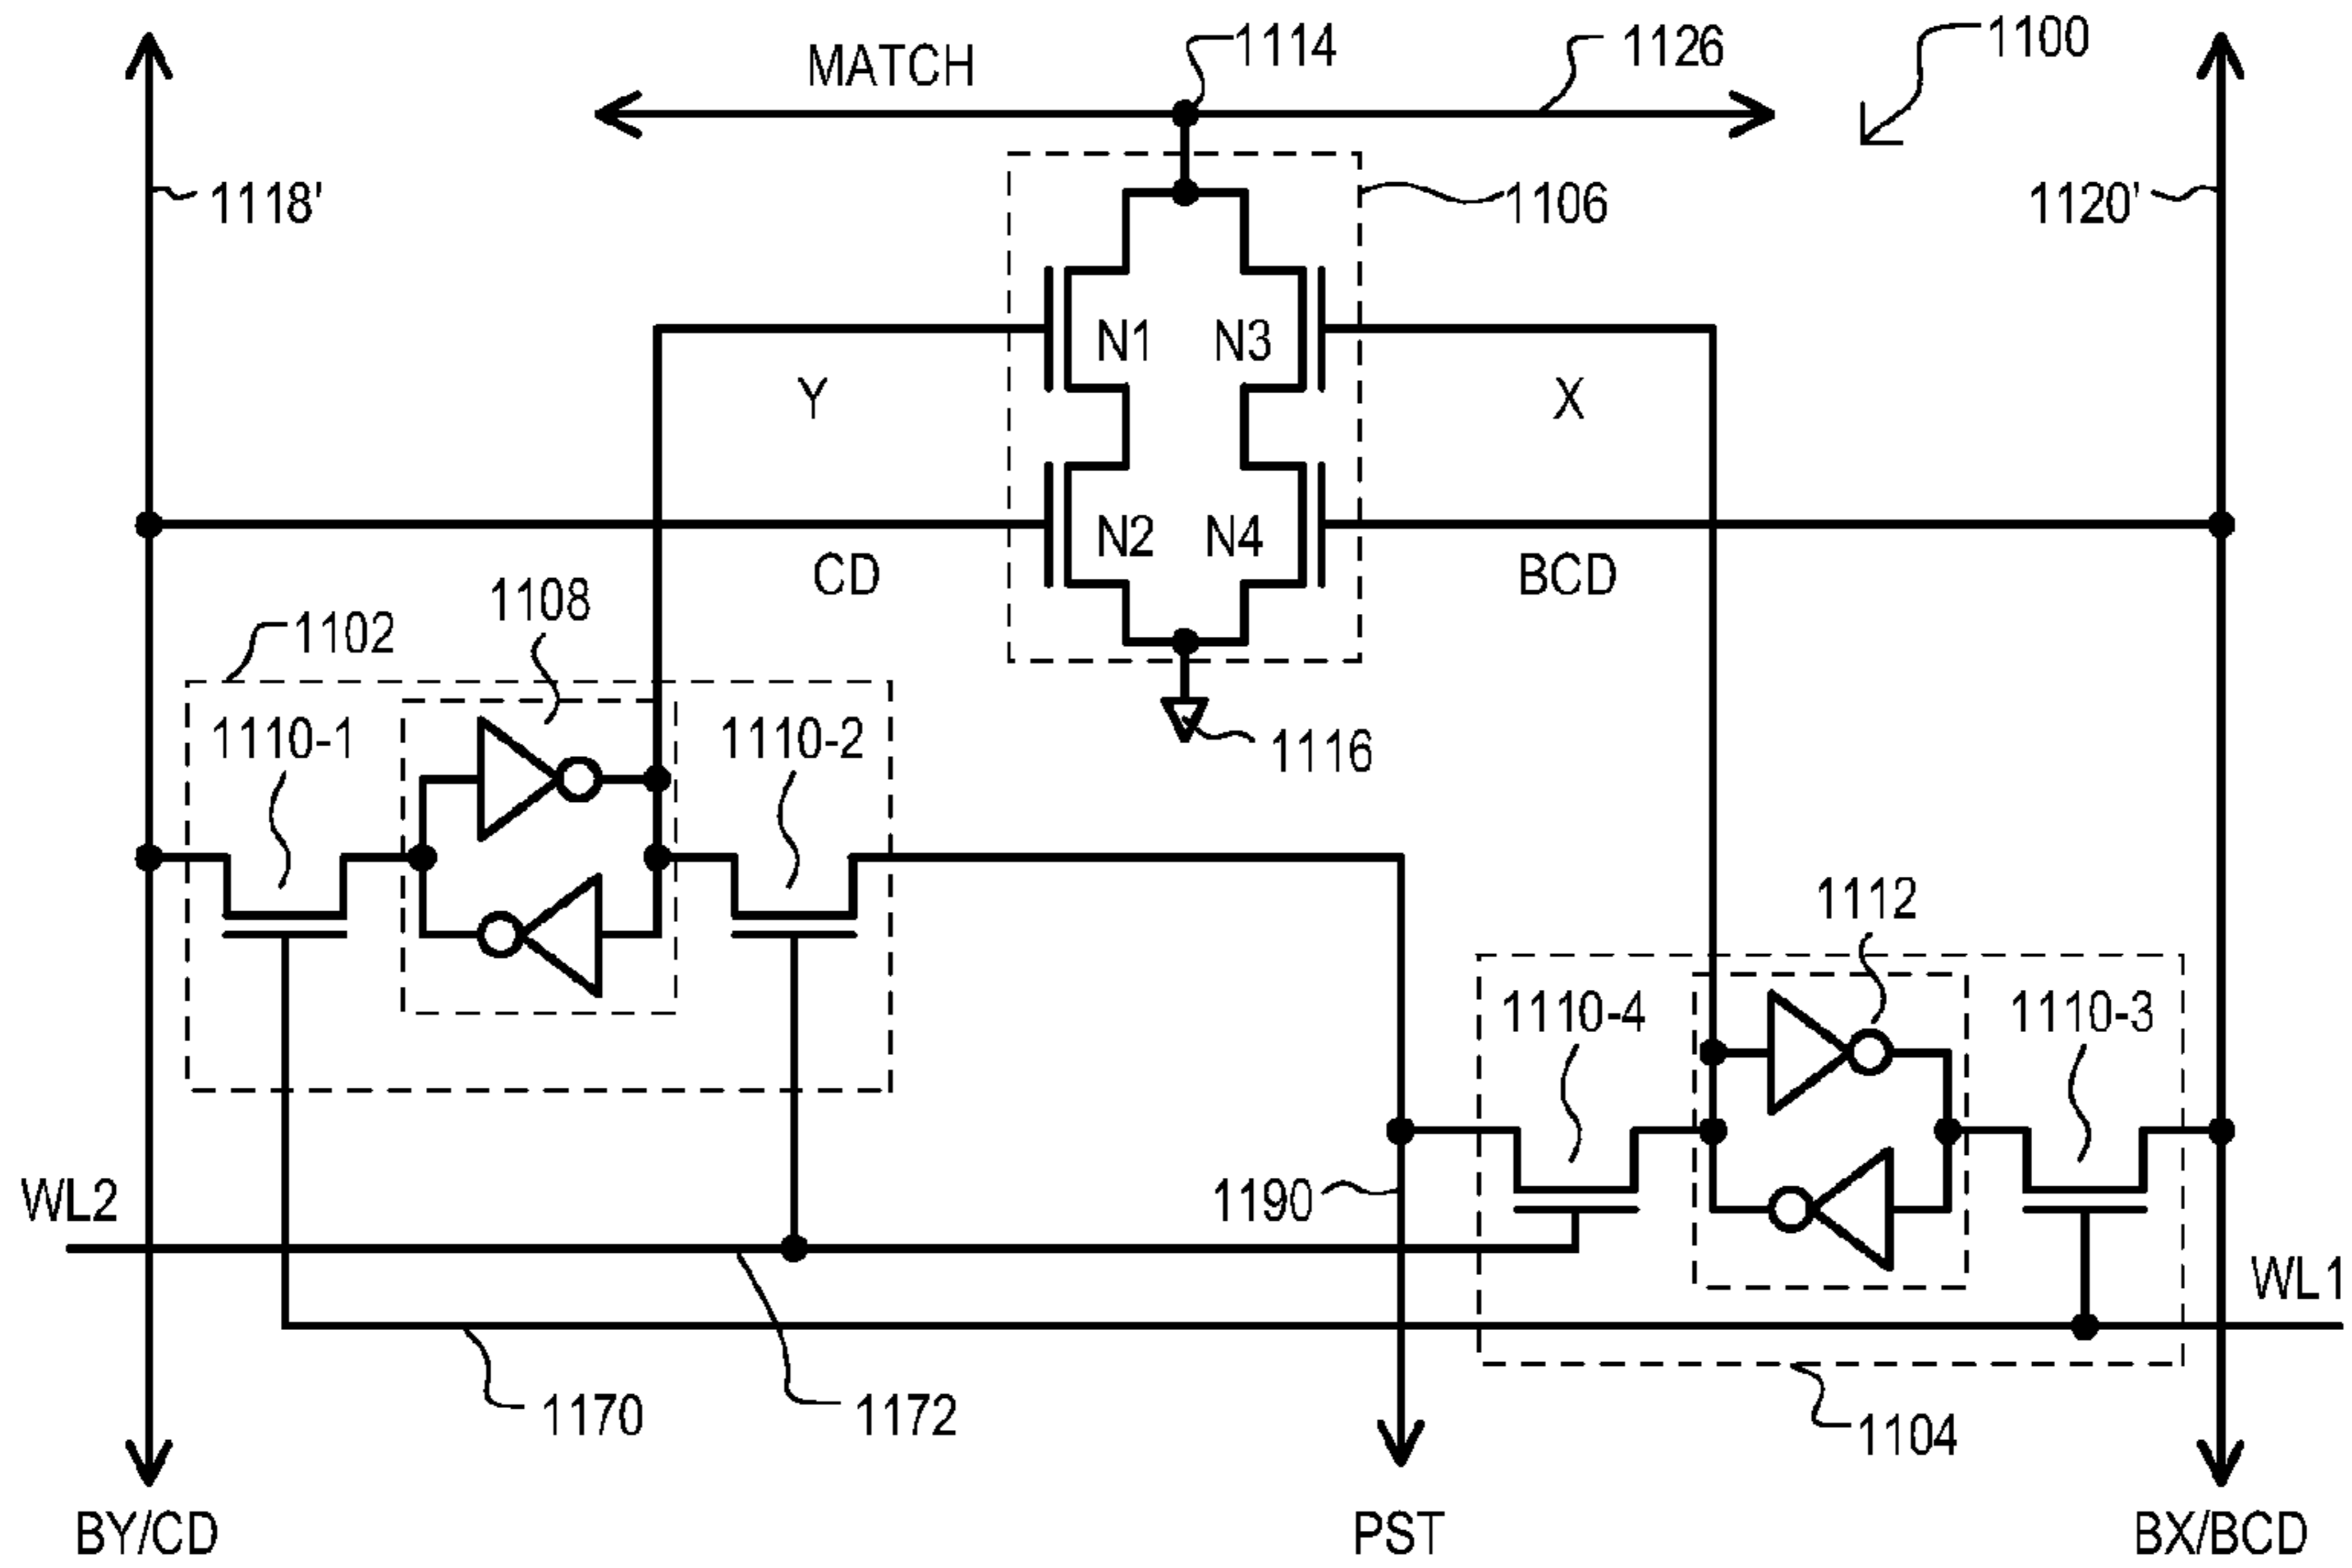 1114
1126
1100
MATCH
1118'
1106
1120'
N1
N3
Y
X
N2
N4
CD
BCD
1108
1102
1110-1
1110-2
1116
1112
1110-4
1110-3
WL2
1190
WL1
1170
1172
1104
BY/CD
PST
BX/BCD